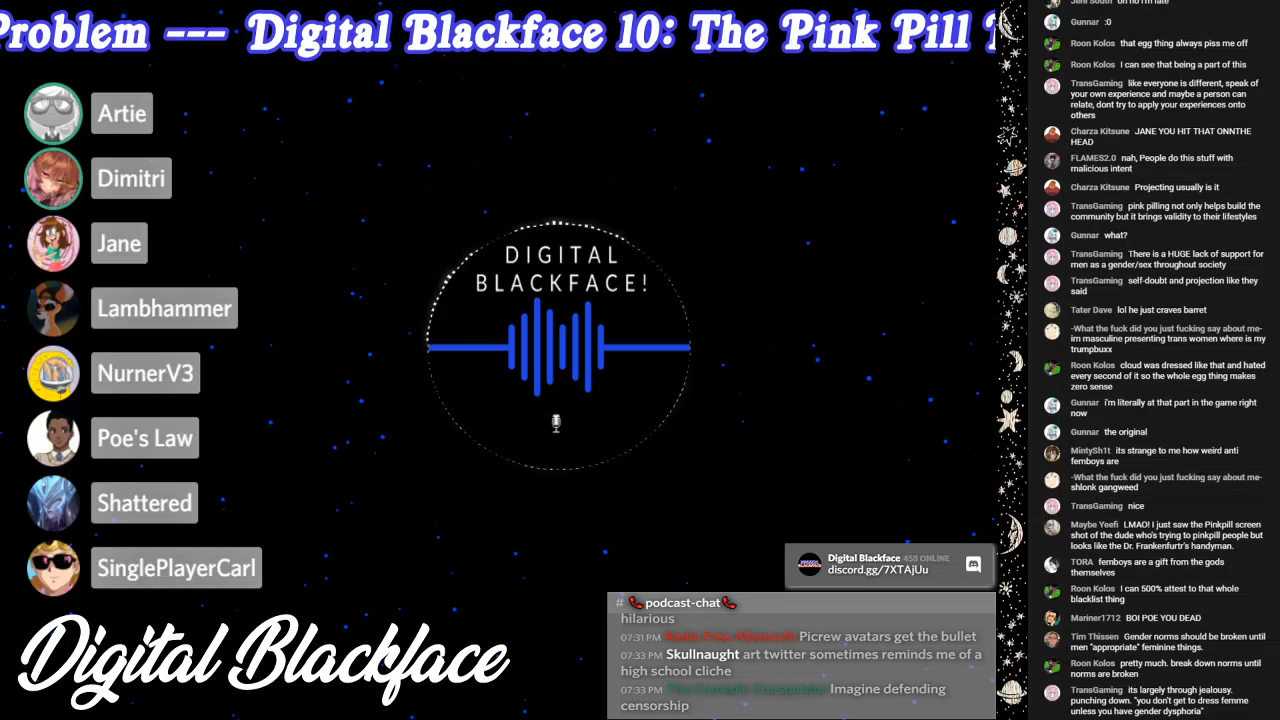 Problem --- Digital Blackface 10: The Pink Pill
Artie
Dimitri
Jane
Lambhammer
NurnerV3
Poe's Law
Shattered
SinglePlayerCarl
Digital Blackface
DIGITAL
BLACKFACE!
Digital Blackface 458 ONLINE
discord.gg/7XTAjUu
# podcast-chat
hilarious
07:31 PM Picrew avatars get the bullet
07:33 PM Skullnaught art twitter sometimes reminds me of a
high school cliche
07:33 PM Imagine defending
censorship
Jeni South oh no i'm late
Gunnar :0
Roon Kolos that egg thing always piss me off
Roon Kolos I can see that being a part of this
TransGaming like everyone is different, speak of
your own experience and maybe a person can
relate, dont try to apply your experiences onto
others
Charza Kitsune JANE YOU HIT THAT ONNTHE
HEAD
FLAMES2.0 nah, People do this stuff with
malicious intent
Charza Kitsune Projecting usually is it
TransGaming pink pilling not only helps build the
community but it brings validity to their lifestyles
Gunnar what?
TransGaming There is a HUGE lack of support for
men as a gender/sex throughout society
TransGaming self-doubt and projection like they
said
Tater Dave lol he just craves barret
-What the fuck did you just fucking say about me-
im masculine presenting trans women where is my
trumpbuxx
Roon Kolos cloud was dressed like that and hated
every second of it so the whole egg thing makes
zero sense
Gunnar i'm literally at that part in the game right
now
Gunnar the original
MintySh1t its strange to me how weird anti
femboys are
-What the fuck did you just fucking say about me-
shlonk gangweed
TransGaming nice
Maybe Yeefi LMAO! I just saw the Pinkpill screen
shot of the dude who's trying to pinkpill people but
looks like the Dr. Frankenfurtr's handyman.
TORA femboys are a gift from the gods
themselves
Roon Kolos I can 500% attest to that whole
blacklist thing
Mariner1712 BOI POE YOU DEAD
Tim Thissen Gender norms should be broken until
men "appropriate" feminine things.
Roon Kolos pretty much. break down norms until
norms are broken
TransGaming its largely through jealousy.
punching down. "you don't get to dress femme
unless you have gender dysphoria"